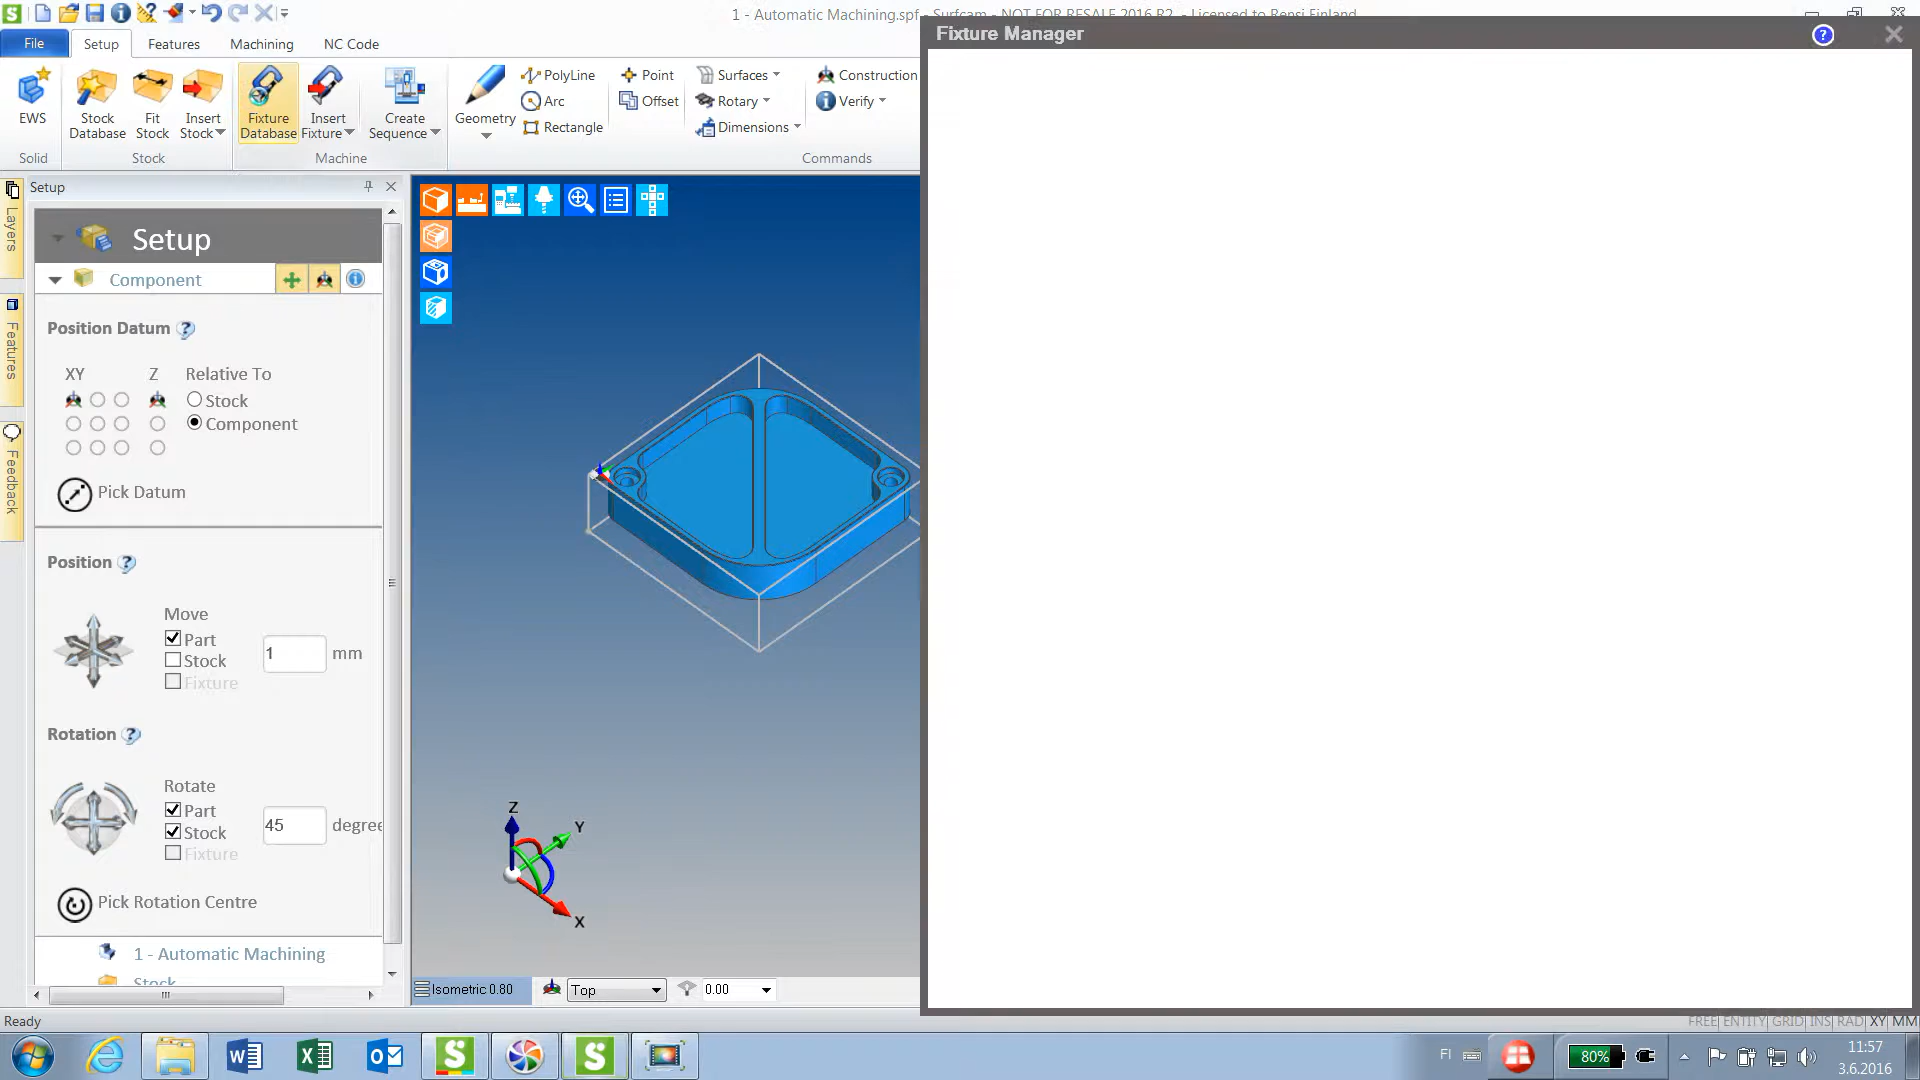 1 - Automatic Machining.spf - Surfcam - NOT FOR RESALE 2016 R2 - Licensed to Rensi Finland
Fixture Manager
File
Setup
Features
Machining
NC Code
EWS
Stock Database
Fit Stock
Insert Stock
Fixture Database
Insert Fixture
Create Sequence
Geometry
PolyLine
Arc
Rectangle
Point
Offset
Surfaces
Rotary
Dimensions
Construction
Verify
Solid
Stock
Machine
Commands
Layers
Features
Feedback
Setup
Setup
Component
Position Datum
XY
Z
Relative To
Stock
Component
Pick Datum
Position
Move
Part
Stock
Fixture
1
mm
Rotation
Rotate
Part
Stock
Fixture
45
degree
Pick Rotation Centre
1 - Automatic Machining
Stock
Z
Y
X
Isometric 0.80
Top
0.00
Ready
FREE ENTITY GRID INS RAD XY MM
FI
80%
11:57
3.6.2016